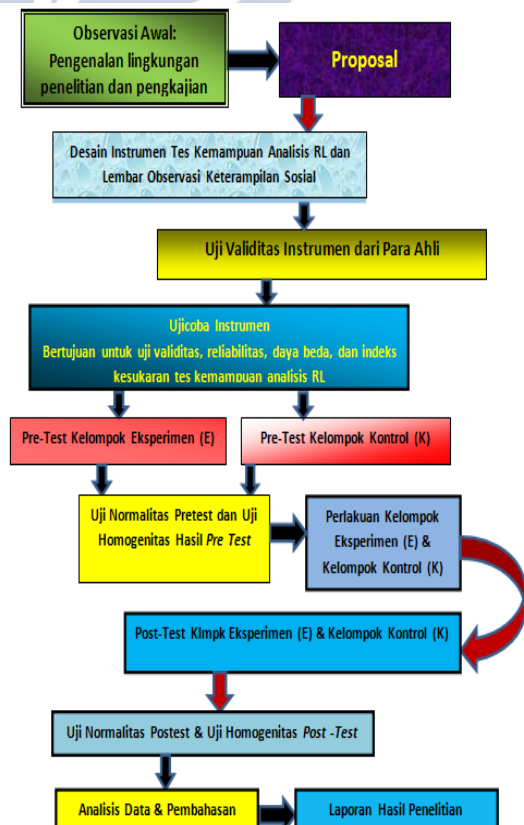 Observasi Awal:
Pengenalan lingkungan
penelitian dan pengkajian
Proposal
Desain Instrumen Tes Kemampuan Analisis RL dan
Lembar Observasi Keterampilan Sosial
Uji Validitas Instrumen dari Para Ahli
Ujicoba Instrumen
Bertujuan untuk uji validitas, reliabilitas, daya beda, dan indeks
kesukaran tes kemampuan analisis RL
Pre-Test Kelompok Eksperimen (E)
Pre-Test Kelompok Kontrol (K)
Uji Normalitas Pretest dan Uji
Homogenitas Hasil Pre Test
Perlakuan Kelompok
Eksperimen (E) &
Kelompok Kontrol (K)
Post-Test Klmpk Eksperimen (E) & Kelompok Kontrol (K)
Uji Normalitas Postest & Uji Homogenitas Post -Test
Analisis Data & Pembahasan
Laporan Hasil Penelitian